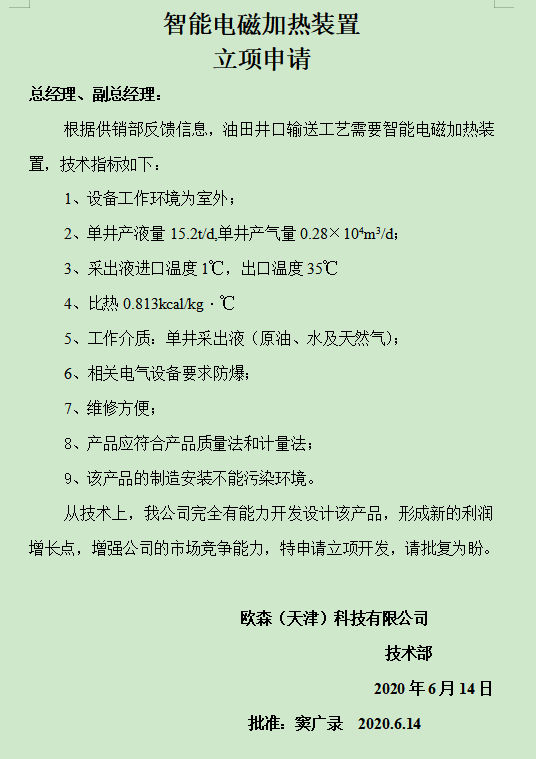 智能电磁加热装置
立项申请
总经理、副总经理：
根据供销部反馈信息，油田井口输送工艺需要智能电磁加热装
置，技术指标如下：
1、设备工作环境为室外；
2、单井产液量 15.2t/d,单井产气量 0.28×10⁴m³/d；
3、采出液进口温度 1℃，出口温度 35℃
4、比热 0.813kcal/kg·℃
5、工作介质：单井采出液（原油、水及天然气）；
6、相关电气设备要求防爆；
7、维修方便；
8、产品应符合产品质量法和计量法；
9、该产品的制造安装不能污染环境。
从技术上，我公司完全有能力开发设计该产品，形成新的利润
增长点，增强公司的市场竞争能力，特申请立项开发，请批复为盼。
欧森（天津）科技有限公司
技术部
2020 年 6 月 14 日
批准：窦广录 2020.6.14